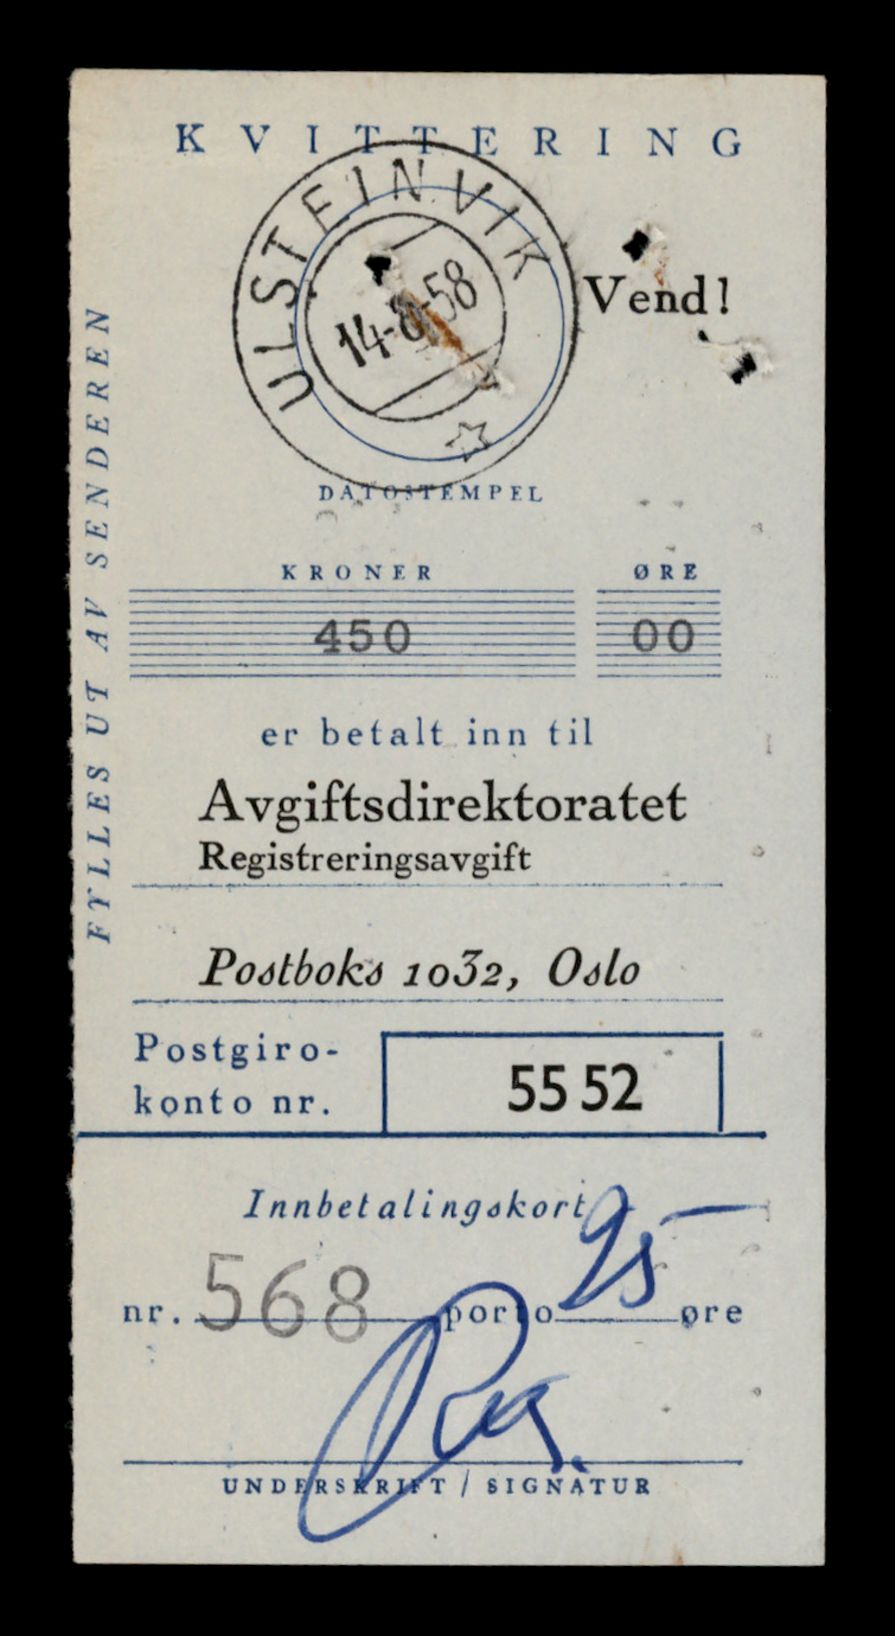 KVITTERING
ULSTEINVIK
14-8-58
Vend!
DATOSTEMPEL
FYLLES UT AV SENDEREN
KRONER ØRE
450 00
er betalt inn til
Avgiftsdirektoratet
Registreringsavgift
Postboks 1032, Oslo
Postgiro-
konto nr. 55 52
Innbetalingskort
nr. 568 porto 95 øre
UNDERSKRIFT / SIGNATUR